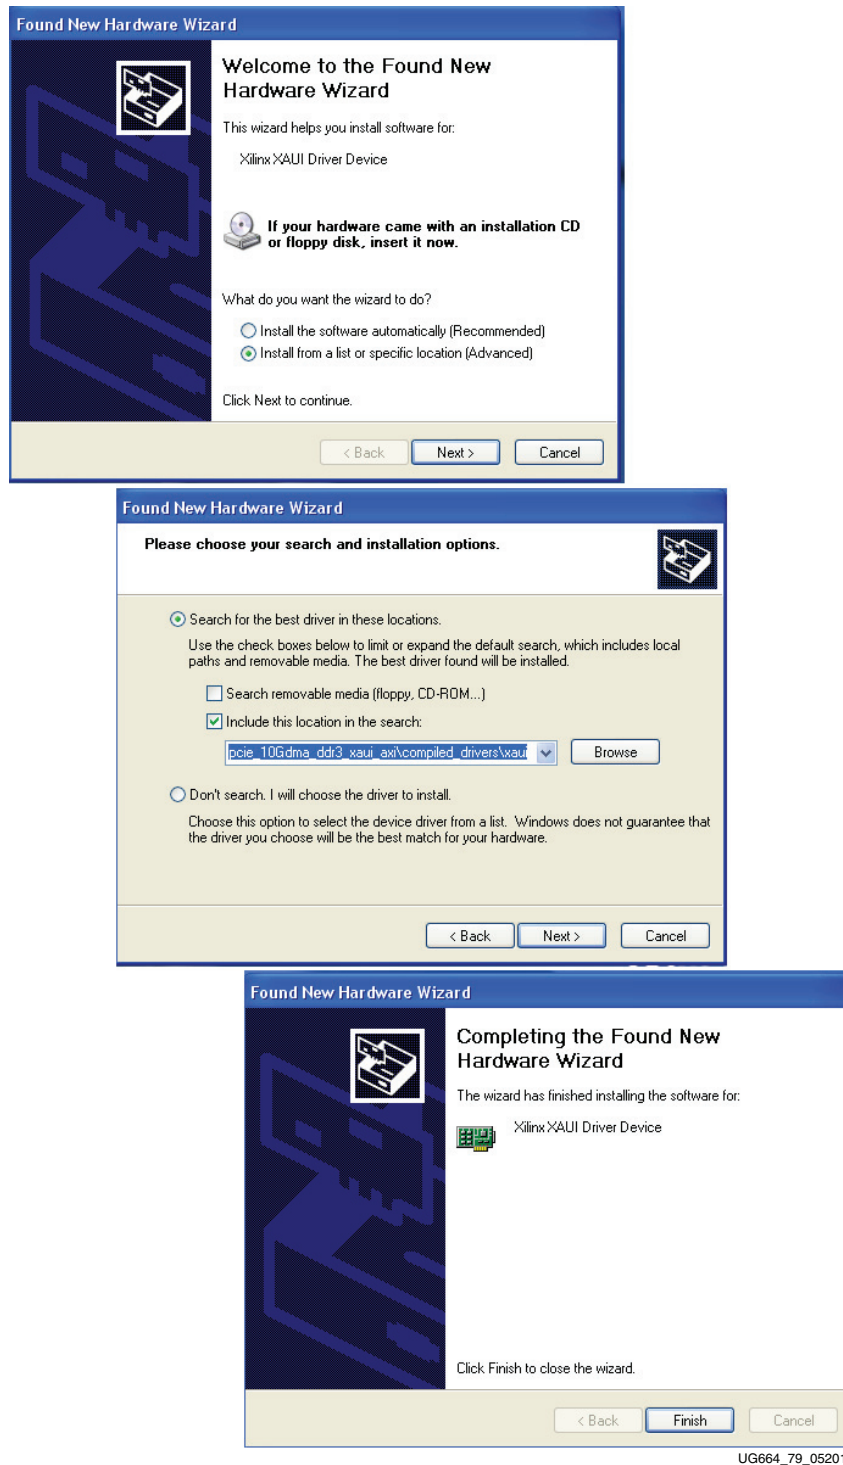 Found New Hardware Wizard
Welcome to the Found New
Hardware Wizard
This wizard helps you install software for:
Xilinx XAUI Driver Device
If your hardware came with an installation CD
or floppy disk, insert it now.
What do you want the wizard to do?
Install the software automatically (Recommended)
Install from a list or specific location (Advanced)
Click Next to continue.
< Back Next > Cancel
Found New Hardware Wizard
Please choose your search and installation options.
Search for the best driver in these locations.
Use the check boxes below to limit or expand the default search, which includes local
paths and removable media. The best driver found will be installed.
Search removable media (floppy, CD-ROM...)
Include this location in the search:
pcie_10Gdma_ddr3_xaui_axi\compiled_drivers\xaui Browse
Don't search. I will choose the driver to install.
Choose this option to select the device driver from a list. Windows does not guarantee that
the driver you choose will be the best match for your hardware.
< Back Next > Cancel
Found New Hardware Wizard
Completing the Found New
Hardware Wizard
The wizard has finished installing the software for:
Xilinx XAUI Driver Device
Click Finish to close the wizard.
< Back Finish Cancel
UG664_79_05201